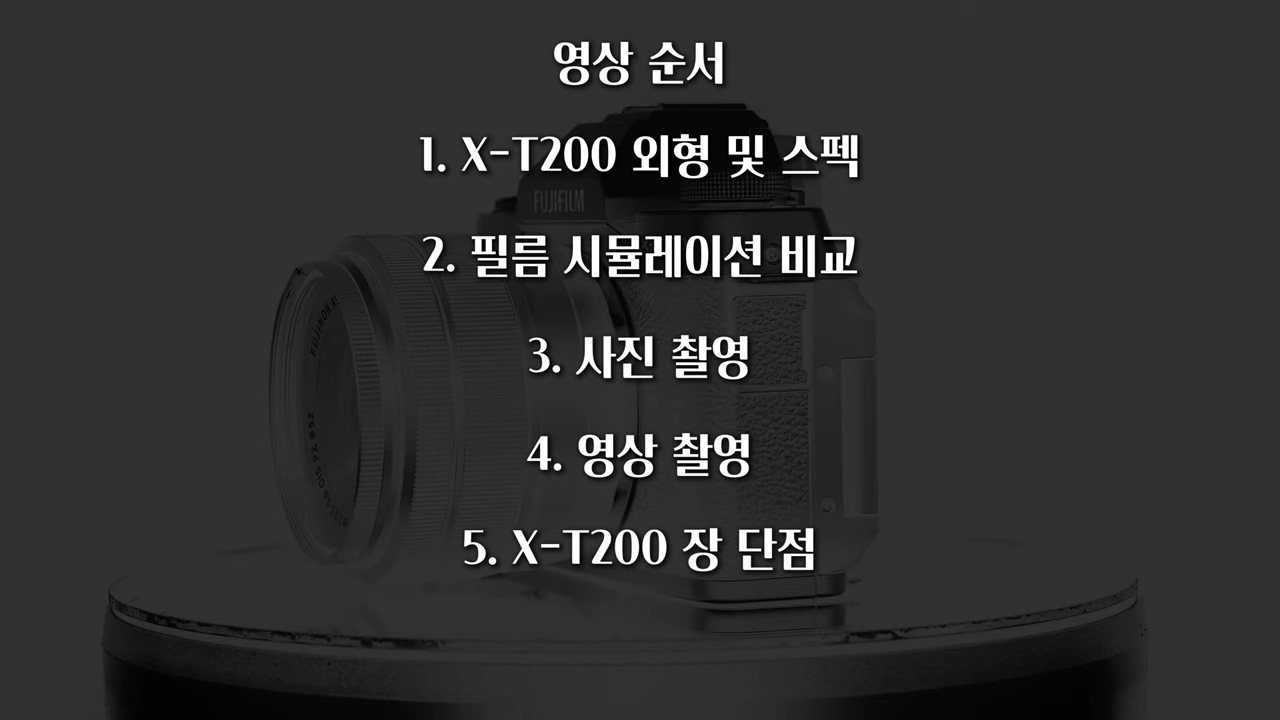 영상 순서
1. X-T200 외형 및 스펙
FUJIFILM
2. 필름 시뮬레이션 비교
3. 사진 촬영
4. 영상 촬영
5. X-T200 장 단점